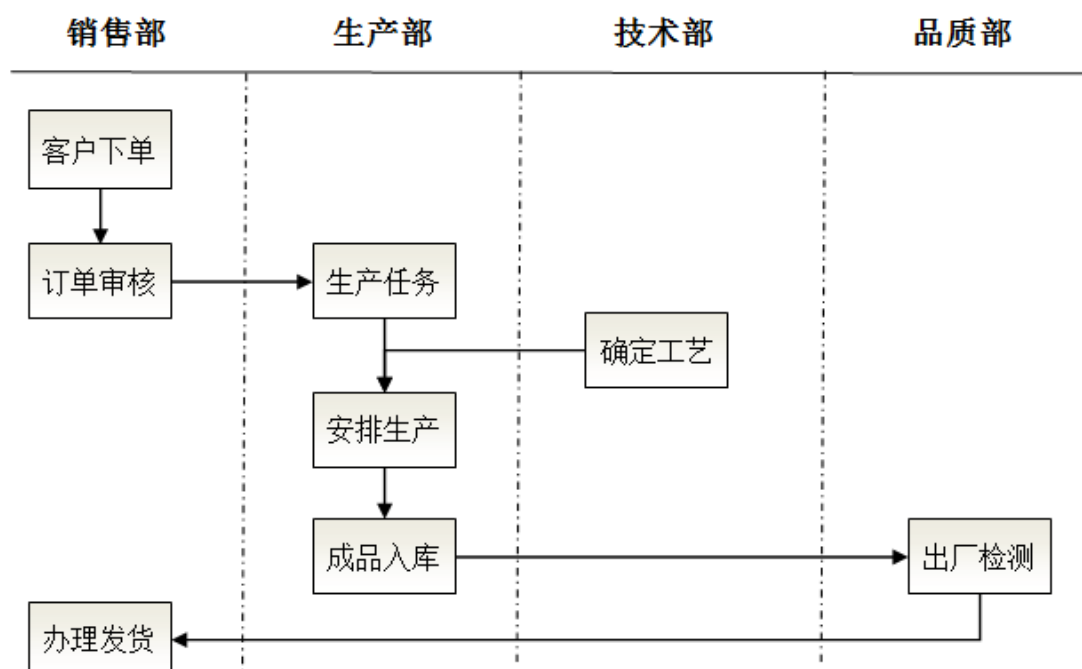 销售部 生产部 技术部 品质部
客户下单
订单审核 生产任务
确定工艺
安排生产
成品入库 出厂检测
办理发货